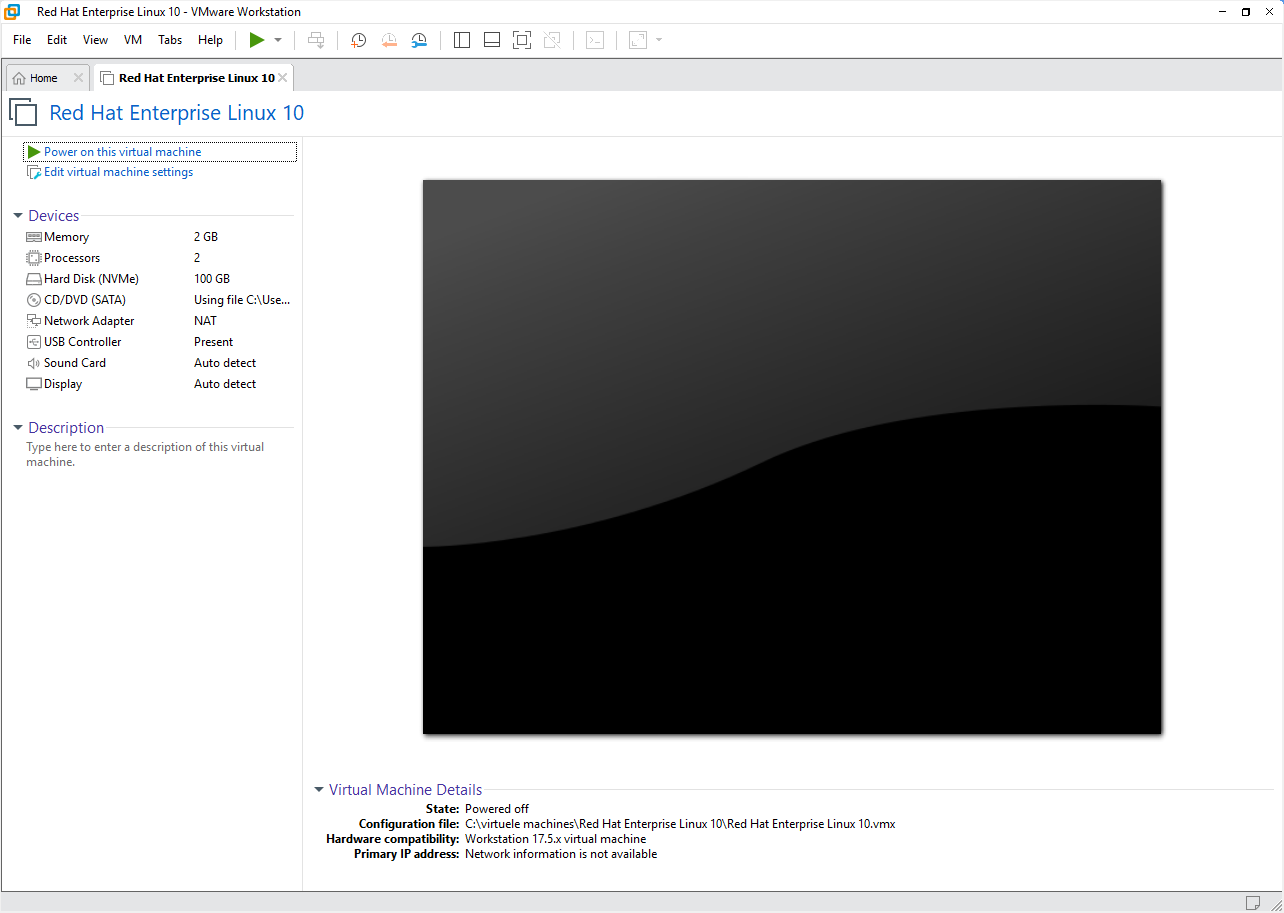 Red Hat Enterprise Linux 10 - VMware Workstation
File Edit View VM Tabs Help
Home
Red Hat Enterprise Linux 10
Red Hat Enterprise Linux 10
Power on this virtual machine
Edit virtual machine settings
Devices
Memory 2 GB
Processors 2
Hard Disk (NVMe) 100 GB
CD/DVD (SATA) Using file C:\Use...
Network Adapter NAT
USB Controller Present
Sound Card Auto detect
Display Auto detect
Description
Type here to enter a description of this virtual
machine.
Virtual Machine Details
State: Powered off
Configuration file: C:\virtuele machines\Red Hat Enterprise Linux 10\Red Hat Enterprise Linux 10.vmx
Hardware compatibility: Workstation 17.5.x virtual machine
Primary IP address: Network information is not available